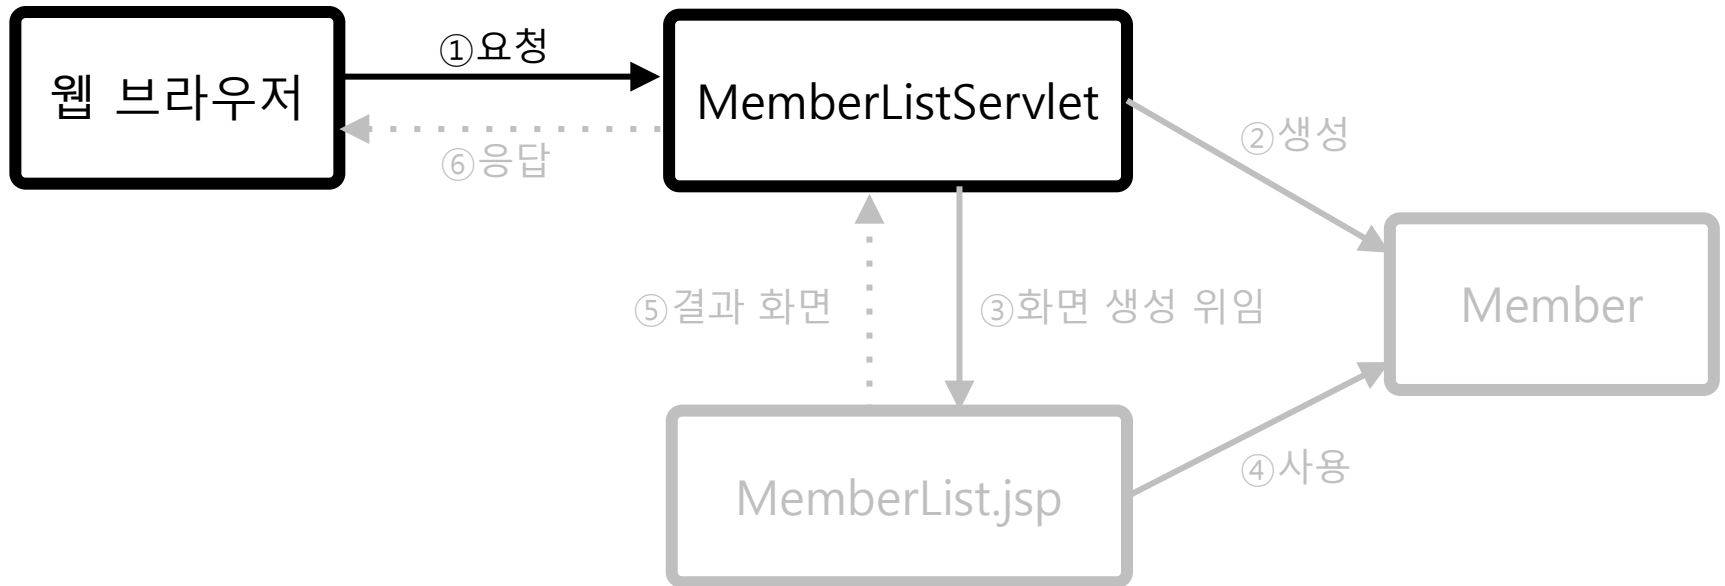 ①요청
웹 브라우저
MemberListServlet
②생성
⑥응답
⑤결과 화면
③화면 생성 위임
Member
④사용
MemberList.jsp